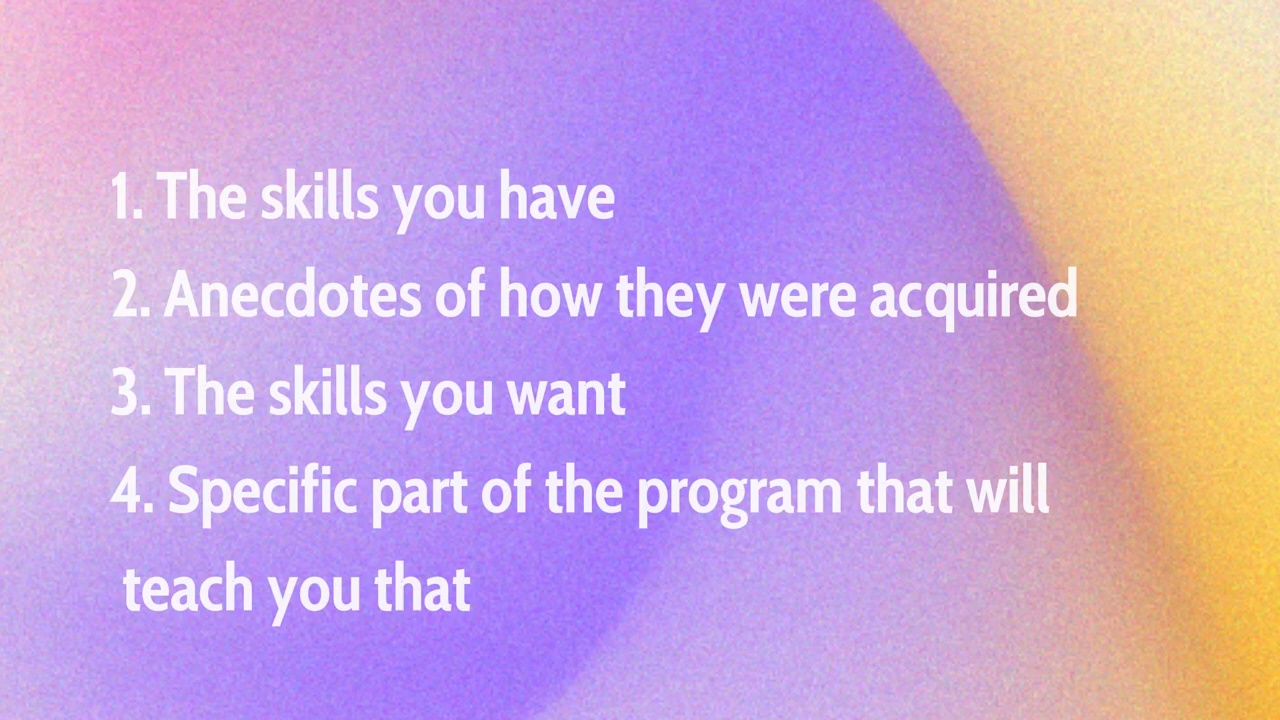 1. The skills you have
2. Anecdotes of how they were acquired
3. The skills you want
4. Specific part of the program that will
teach you that